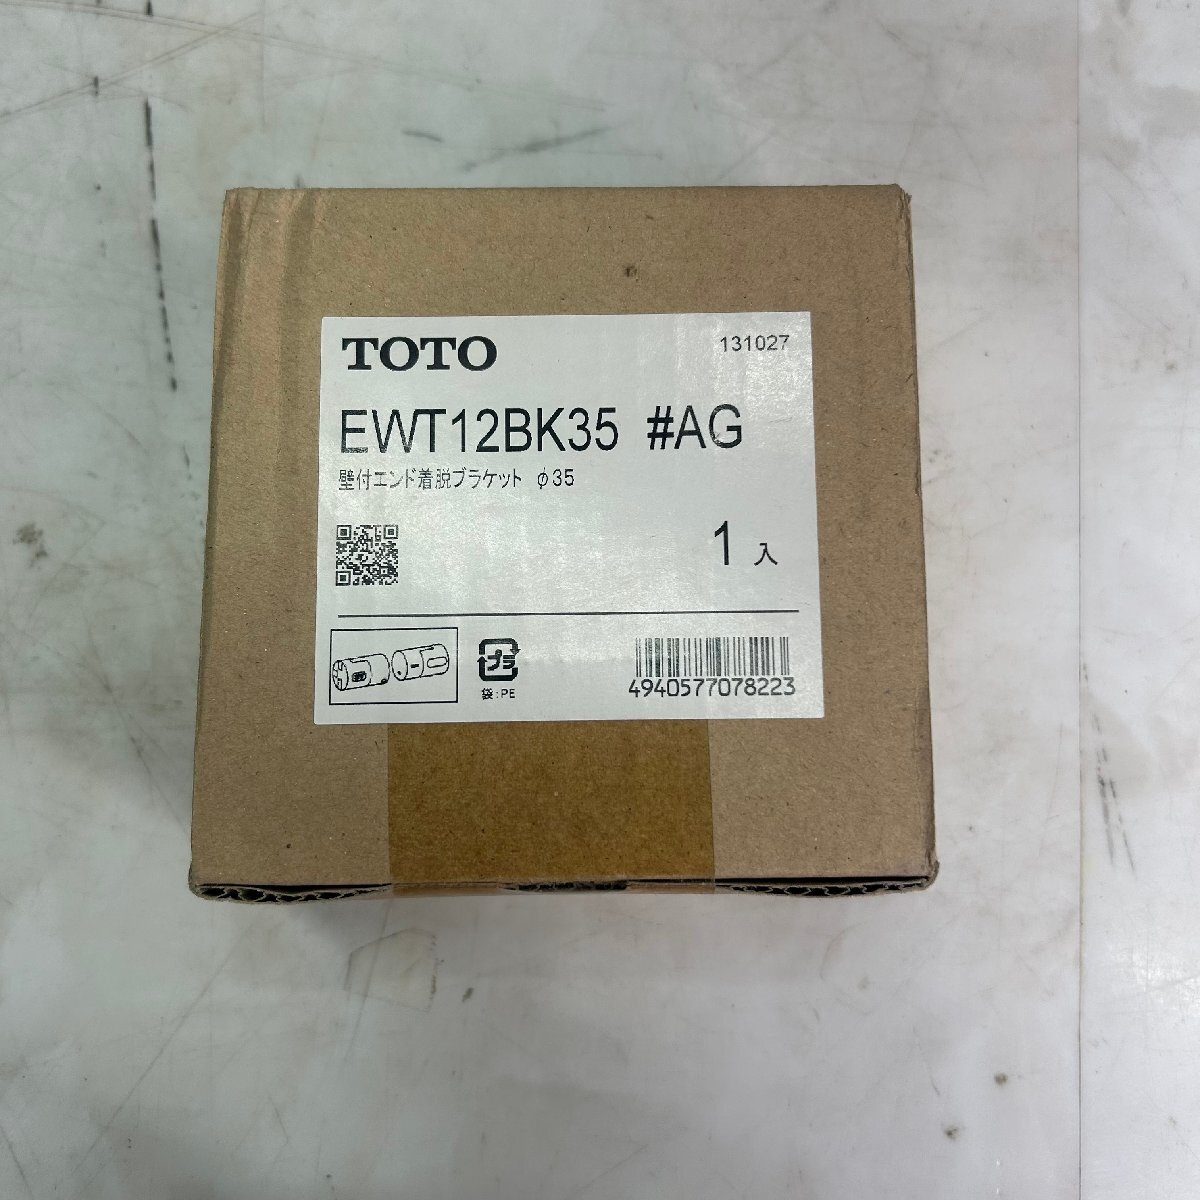 TOTO 131027
EWT12BK35 #AG
壁付エンド着脱ブラケット φ35
1 入
プラ
袋:PE
4940577078223